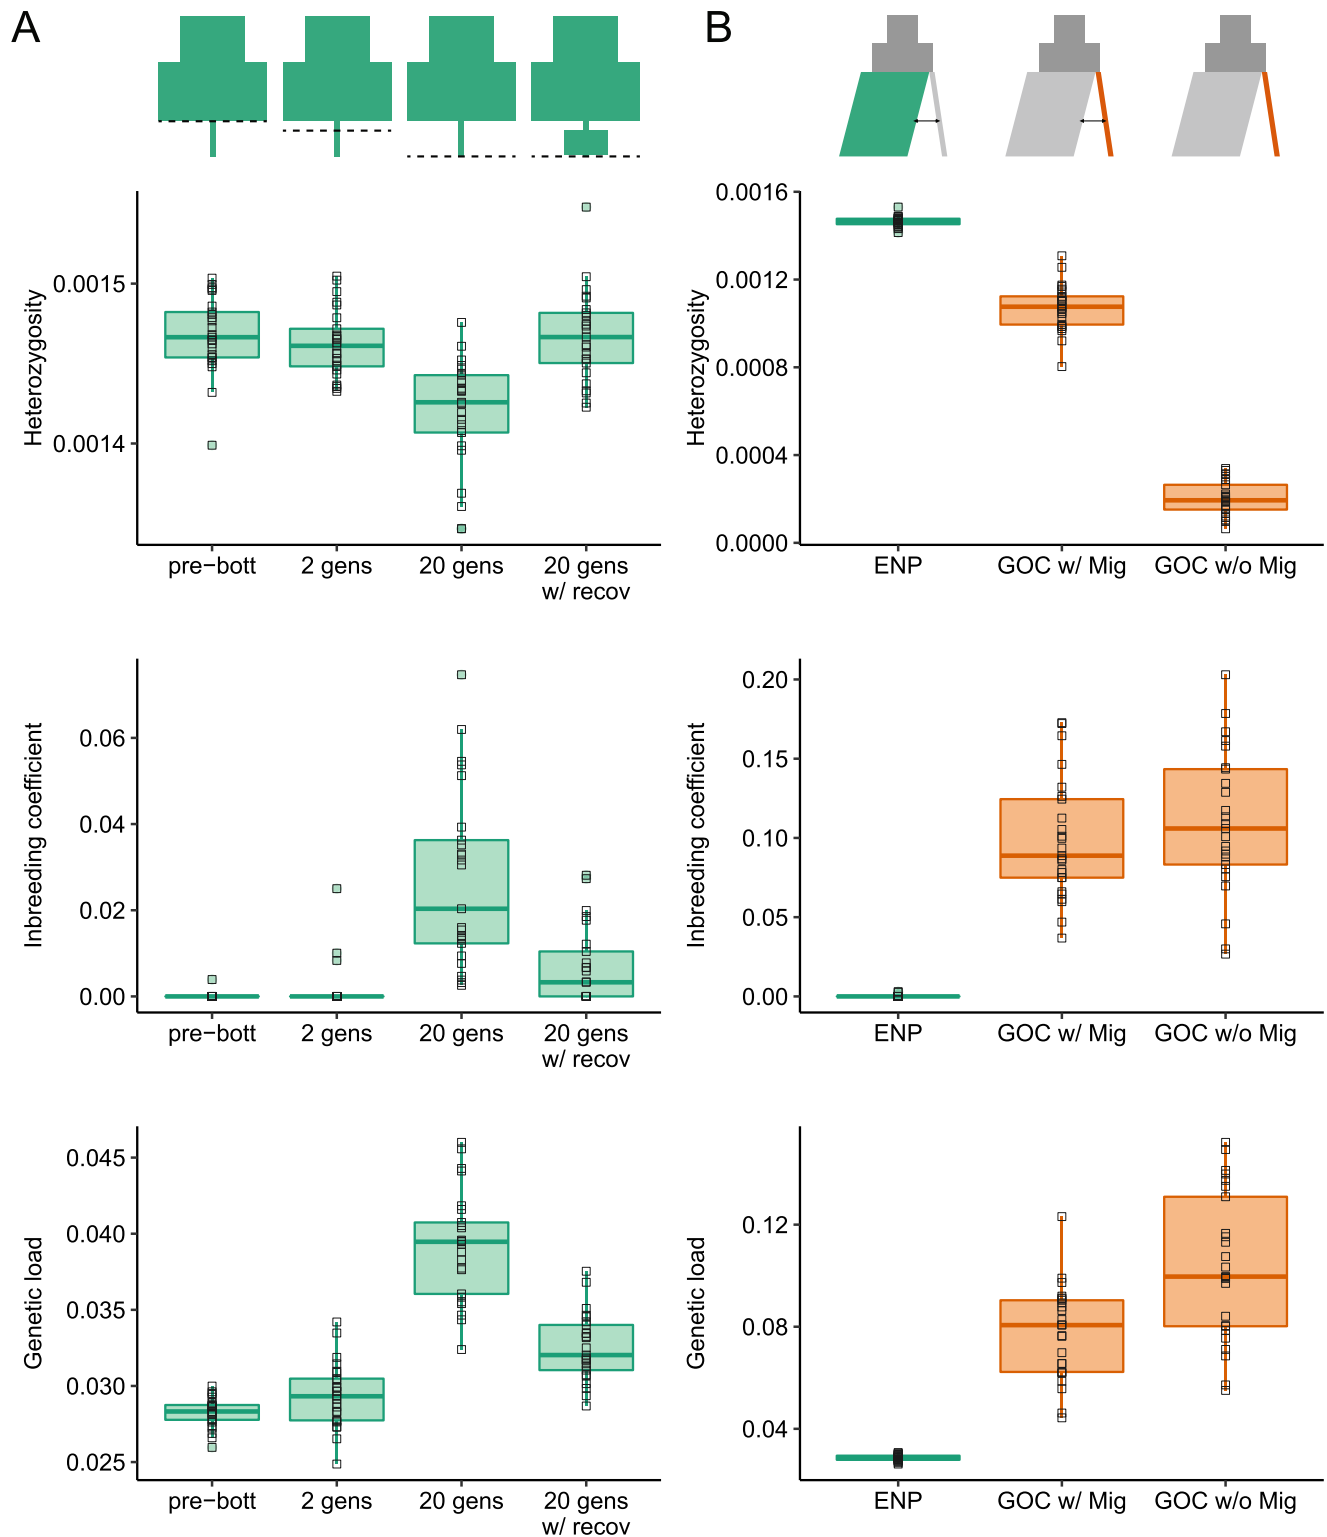 A
B
Heterozygosity
0.0015
0.0014
pre−bott
2 gens
20 gens
20 gens
w/ recov
Heterozygosity
0.0016
0.0012
0.0008
0.0004
0.0000
ENP
GOC w/ Mig
GOC w/o Mig
Inbreeding coefficient
0.06
0.04
0.02
0.00
pre−bott
2 gens
20 gens
20 gens
w/ recov
Inbreeding coefficient
0.20
0.15
0.10
0.05
0.00
ENP
GOC w/ Mig
GOC w/o Mig
Genetic load
0.045
0.040
0.035
0.030
0.025
pre−bott
2 gens
20 gens
20 gens
w/ recov
Genetic load
0.12
0.08
0.04
ENP
GOC w/ Mig
GOC w/o Mig